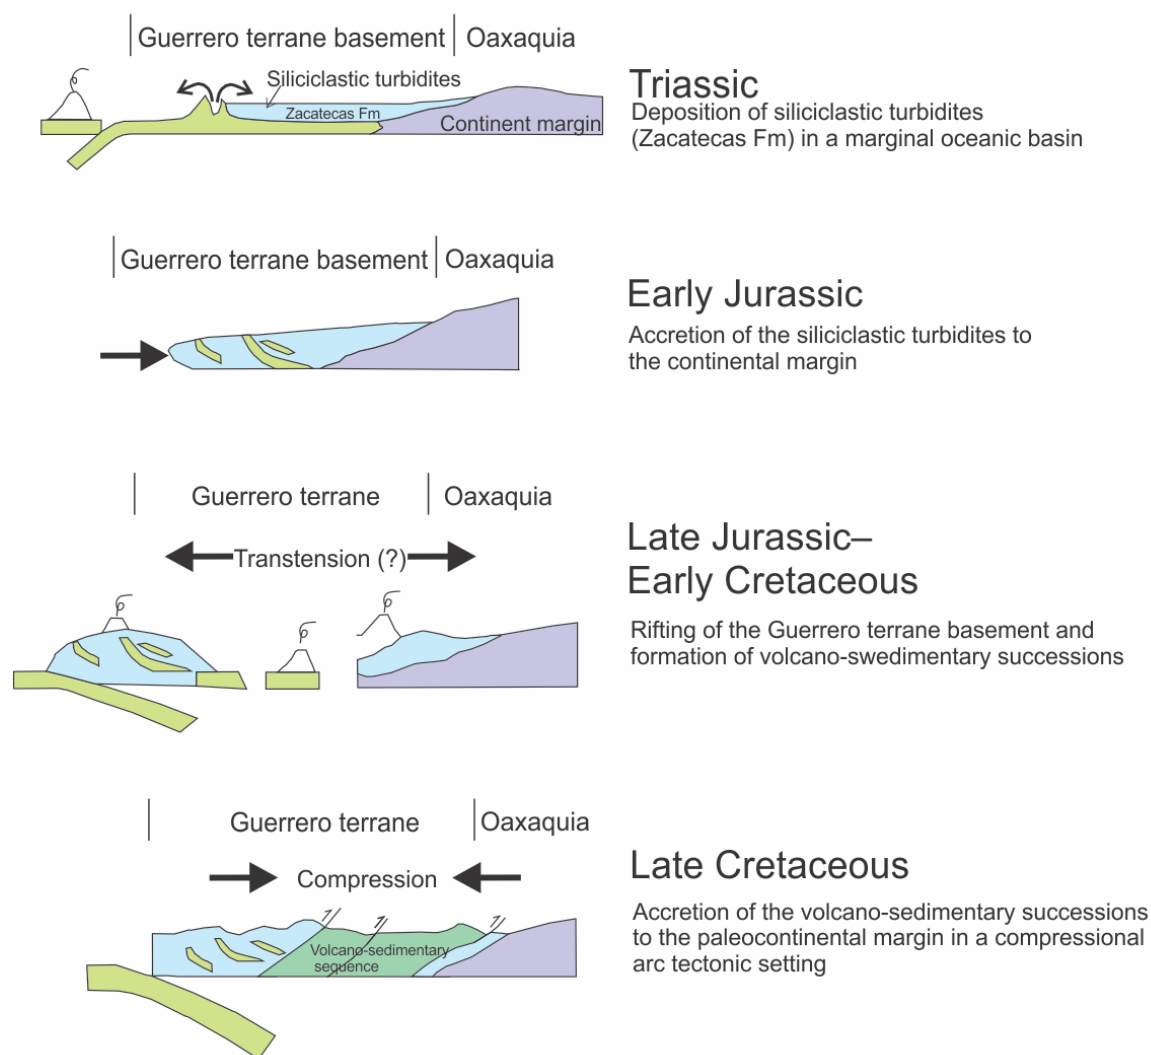 Guerrero terrane basement
Oaxaquia
Siliciclastic turbidites
Zacatecas Fm
Continent margin
Triassic
Deposition of siliciclastic turbidites
(Zacatecas Fm) in a marginal oceanic basin
Guerrero terrane basement
Oaxaquia
Early Jurassic
Accretion of the siliciclastic turbidites to
the continental margin
Guerrero terrane
Oaxaquia
Transtension (?)
Late Jurassic–
Early Cretaceous
Rifting of the Guerrero terrane basement and
formation of volcano-swedimentary successions
Guerrero terrane
Oaxaquia
Compression
Volcano-sedimentary
sequence
Late Cretaceous
Accretion of the volcano-sedimentary successions
to the paleocontinental margin in a compressional
arc tectonic setting